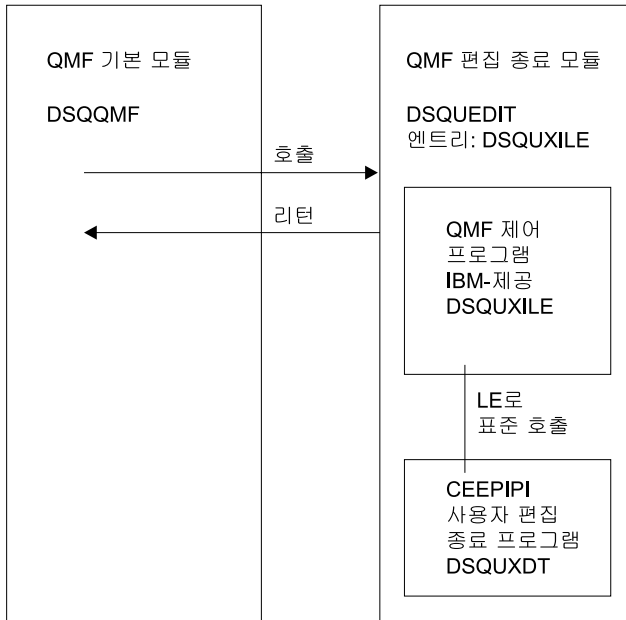 QMF 기본 모듈
DSQQMF
호출
리턴
QMF 편집 종료 모듈
DSQUEDIT
엔트리: DSQUXILE
QMF 제어
프로그램
IBM-제공
DSQUXILE
LE로
표준 호출
CEEPIPI
사용자 편집
종료 프로그램
DSQUXDT